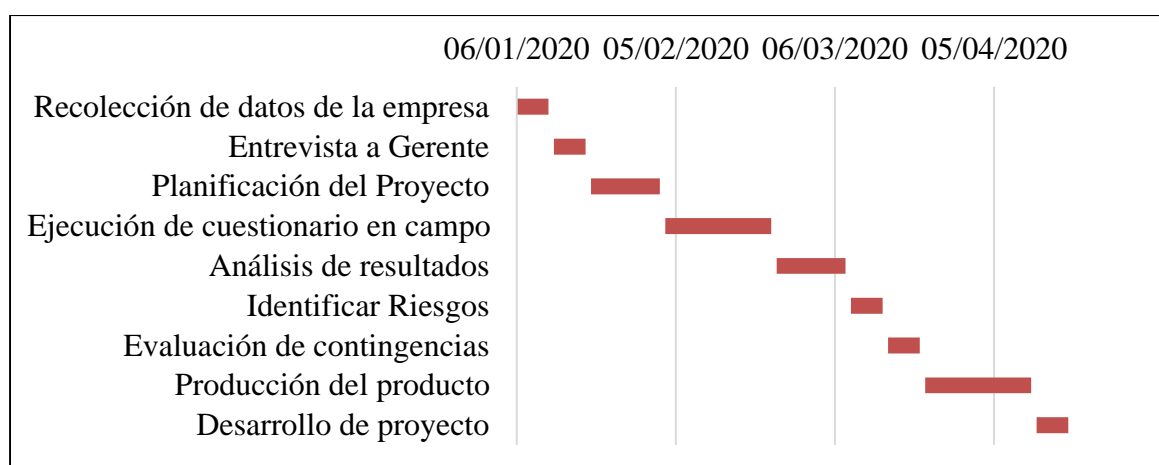 06/01/2020 05/02/2020 06/03/2020 05/04/2020
Recolección de datos de la empresa
Entrevista a Gerente
Planificación del Proyecto
Ejecución de cuestionario en campo
Análisis de resultados
Identificar Riesgos
Evaluación de contingencias
Producción del producto
Desarrollo de proyecto